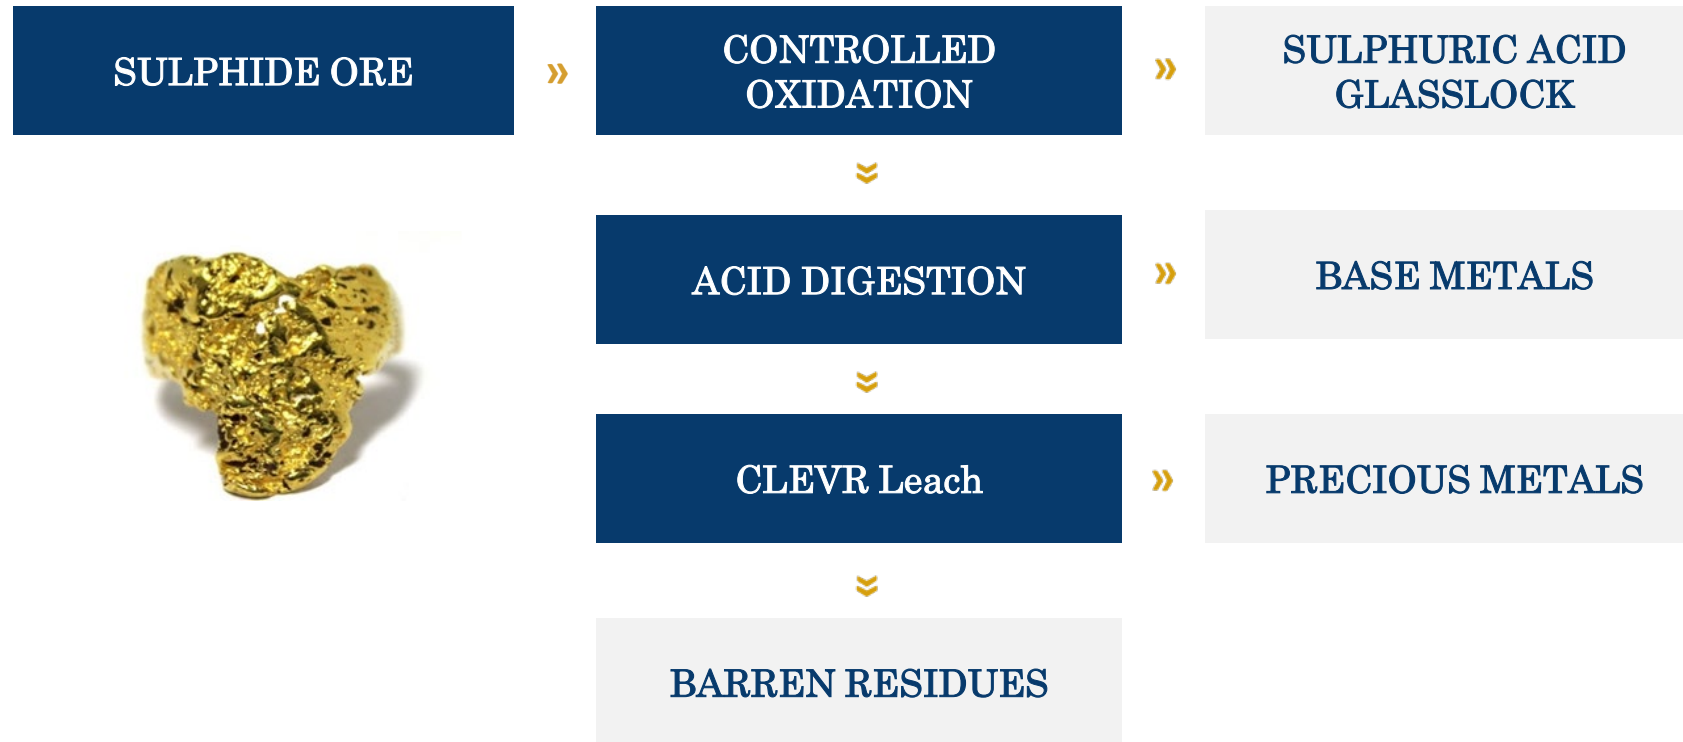 SULPHIDE ORE
CONTROLLED
OXIDATION
SULPHURIC ACID
GLASSLOCK
ACID DIGESTION
BASE METALS
CLEVR Leach
PRECIOUS METALS
BARREN RESIDUES